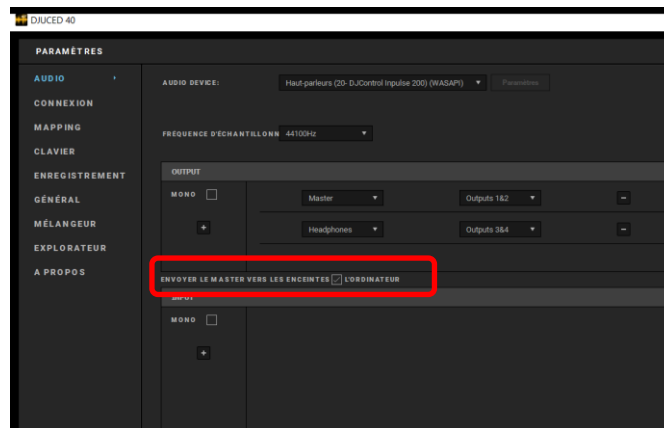 DJUCED 40
PARAMÈTRES
AUDIO
AUDIO DEVICE: Haut-parleurs (20- DJControl Inpulse 200) (WASAPI) Paramètres
CONNEXION
MAPPING
FRÉQUENCE D'ÉCHANTILLONN 44100Hz
CLAVIER
ENREGISTREMENT
OUTPUT
GÉNÉRAL
MONO Master Outputs 1&2 −
MÉLANGEUR
+ Headphones Outputs 3&4 −
EXPLORATEUR
A PROPOS
ENVOYER LE MASTER VERS LES ENCEINTES L'ORDINATEUR
INPUT
MONO
+